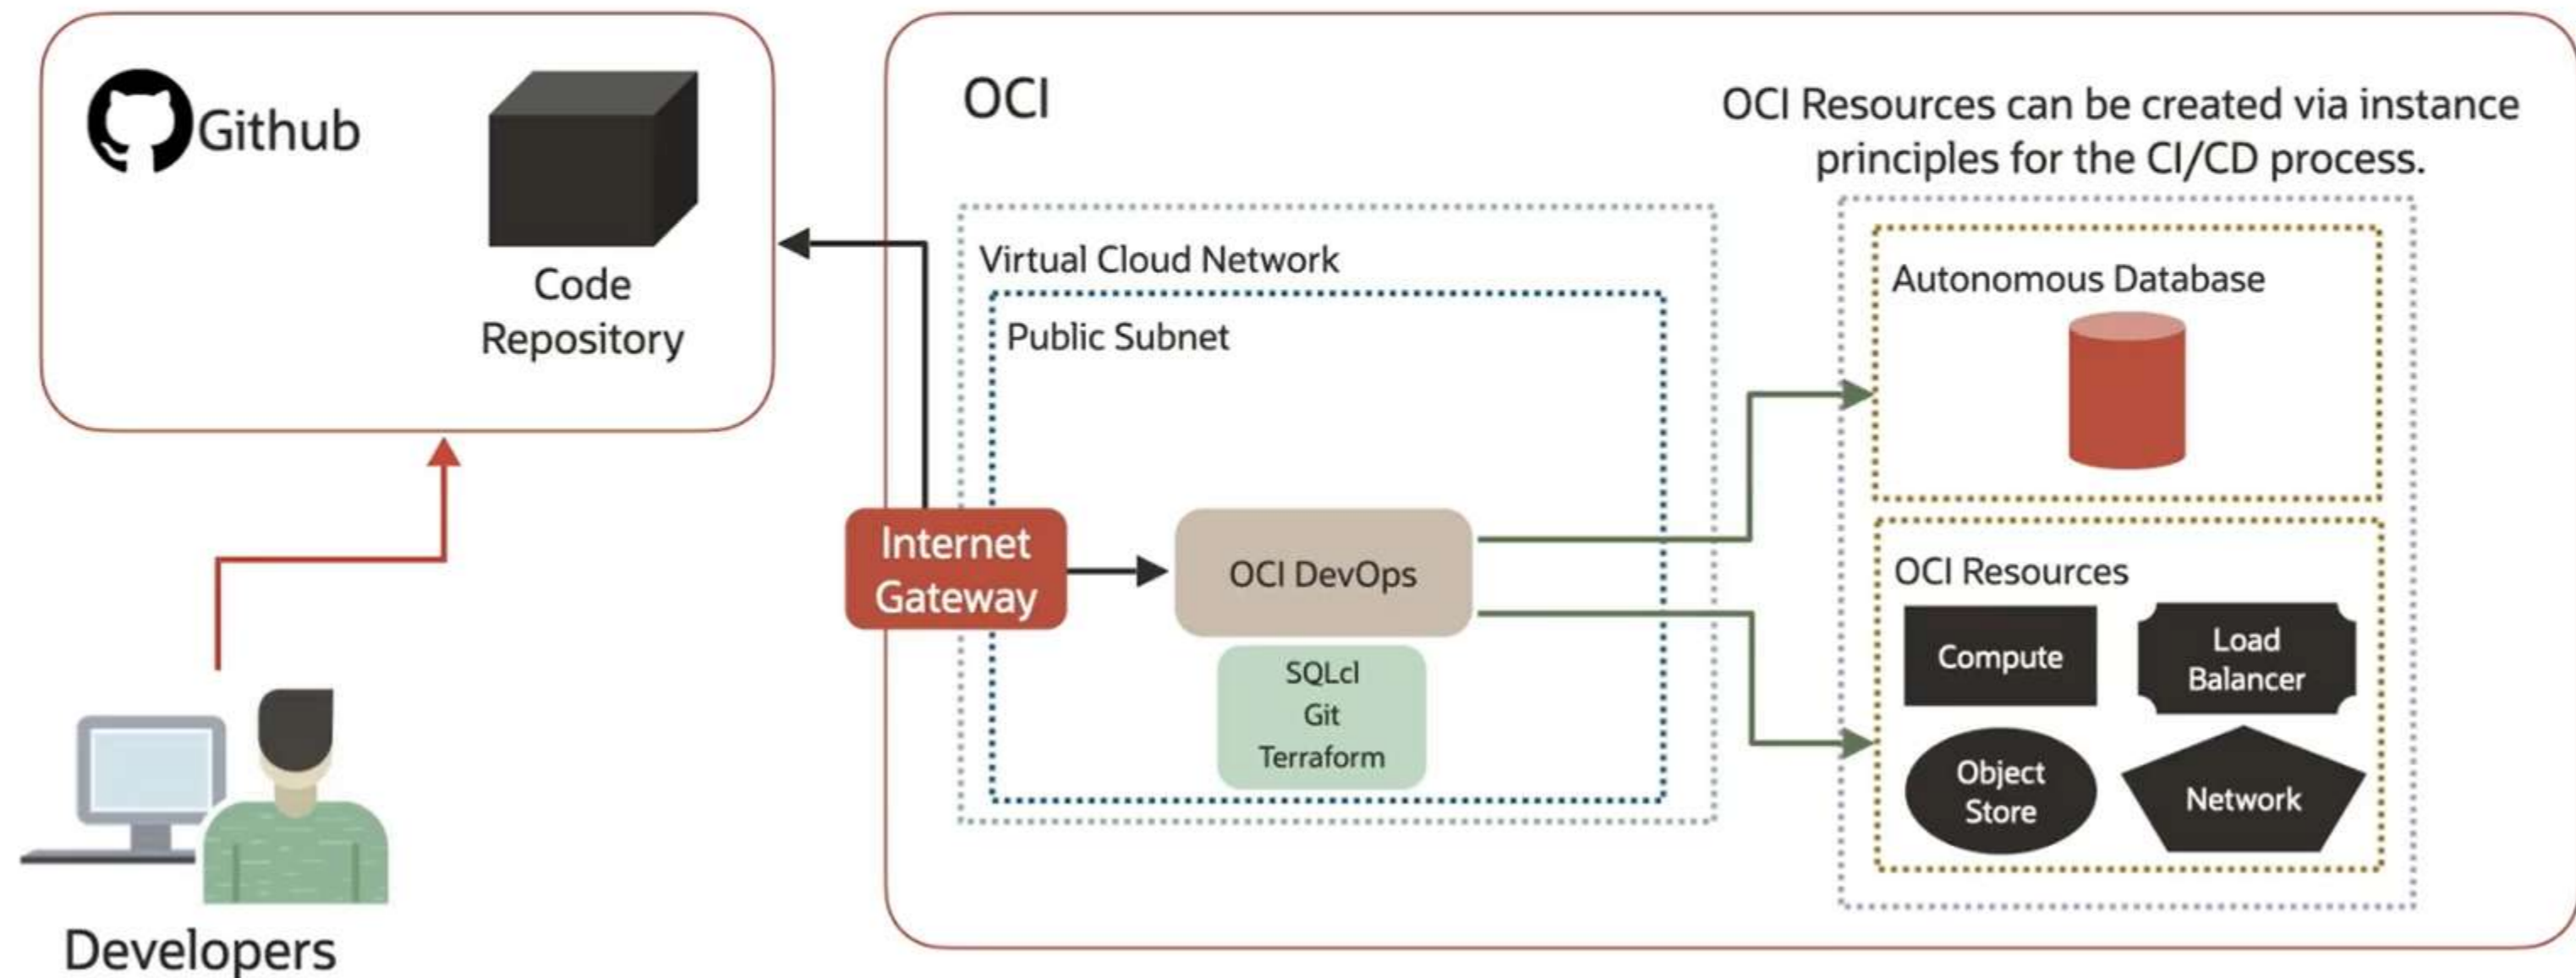 Github
Code
Repository
Developers
OCI
OCI Resources can be created via instance
principles for the CI/CD process.
Virtual Cloud Network
Public Subnet
Internet
Gateway
OCI DevOps
SQLcl
Git
Terraform
Autonomous Database
OCI Resources
Compute
Load
Balancer
Object
Store
Network